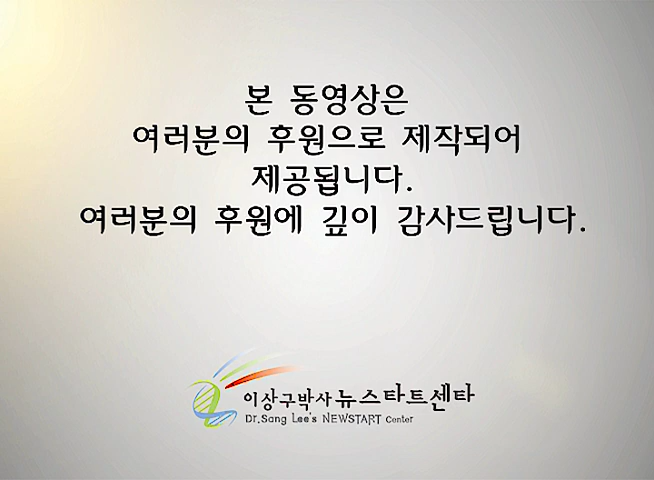 본 동영상은
여러분의 후원으로 제작되어
제공됩니다.
여러분의 후원에 깊이 감사드립니다.
이상구박사 뉴스타트센타
Dr.Sang Lee's NEWSTART Center